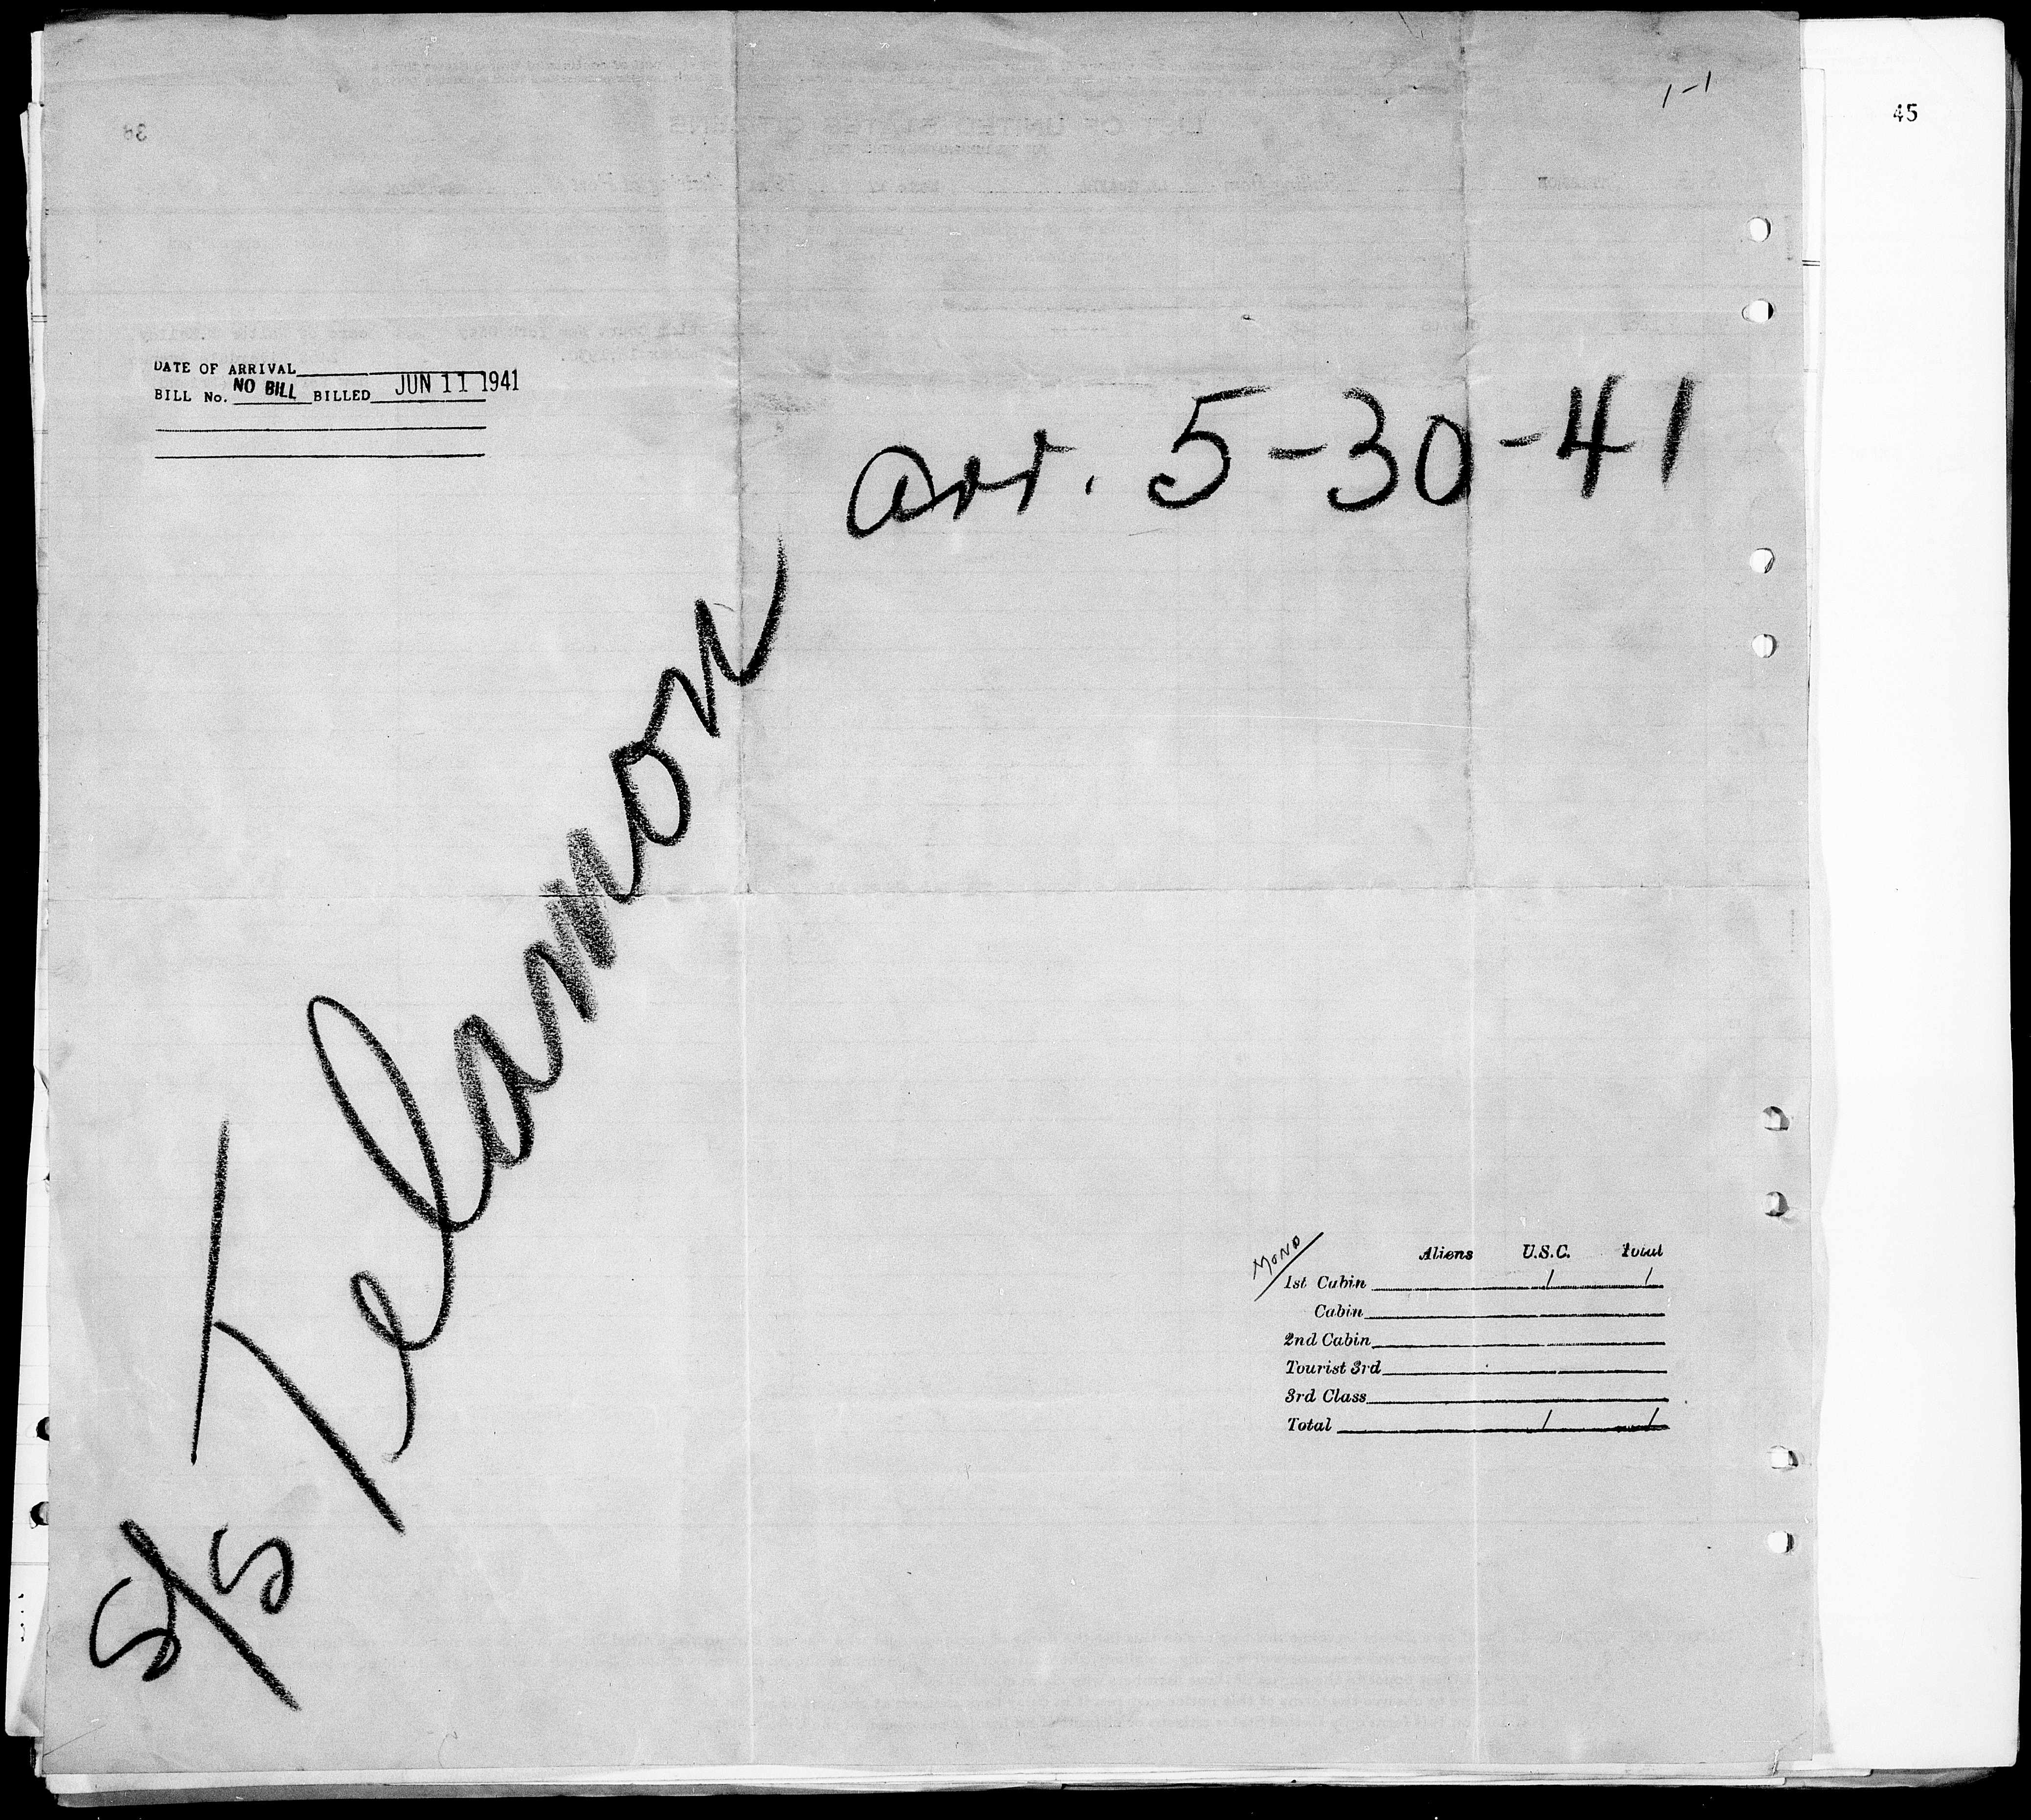 1-1
45
DATE OF ARRIVAL
BILL No. NO BILL BILLED JUN 11 1941
arr. 5-30-41
S/S Telamon
MONO
Aliens U.S.C. Total
1st Cabin 1 1
Cabin
2nd Cabin
Tourist 3rd
3rd Class
Total 1 1